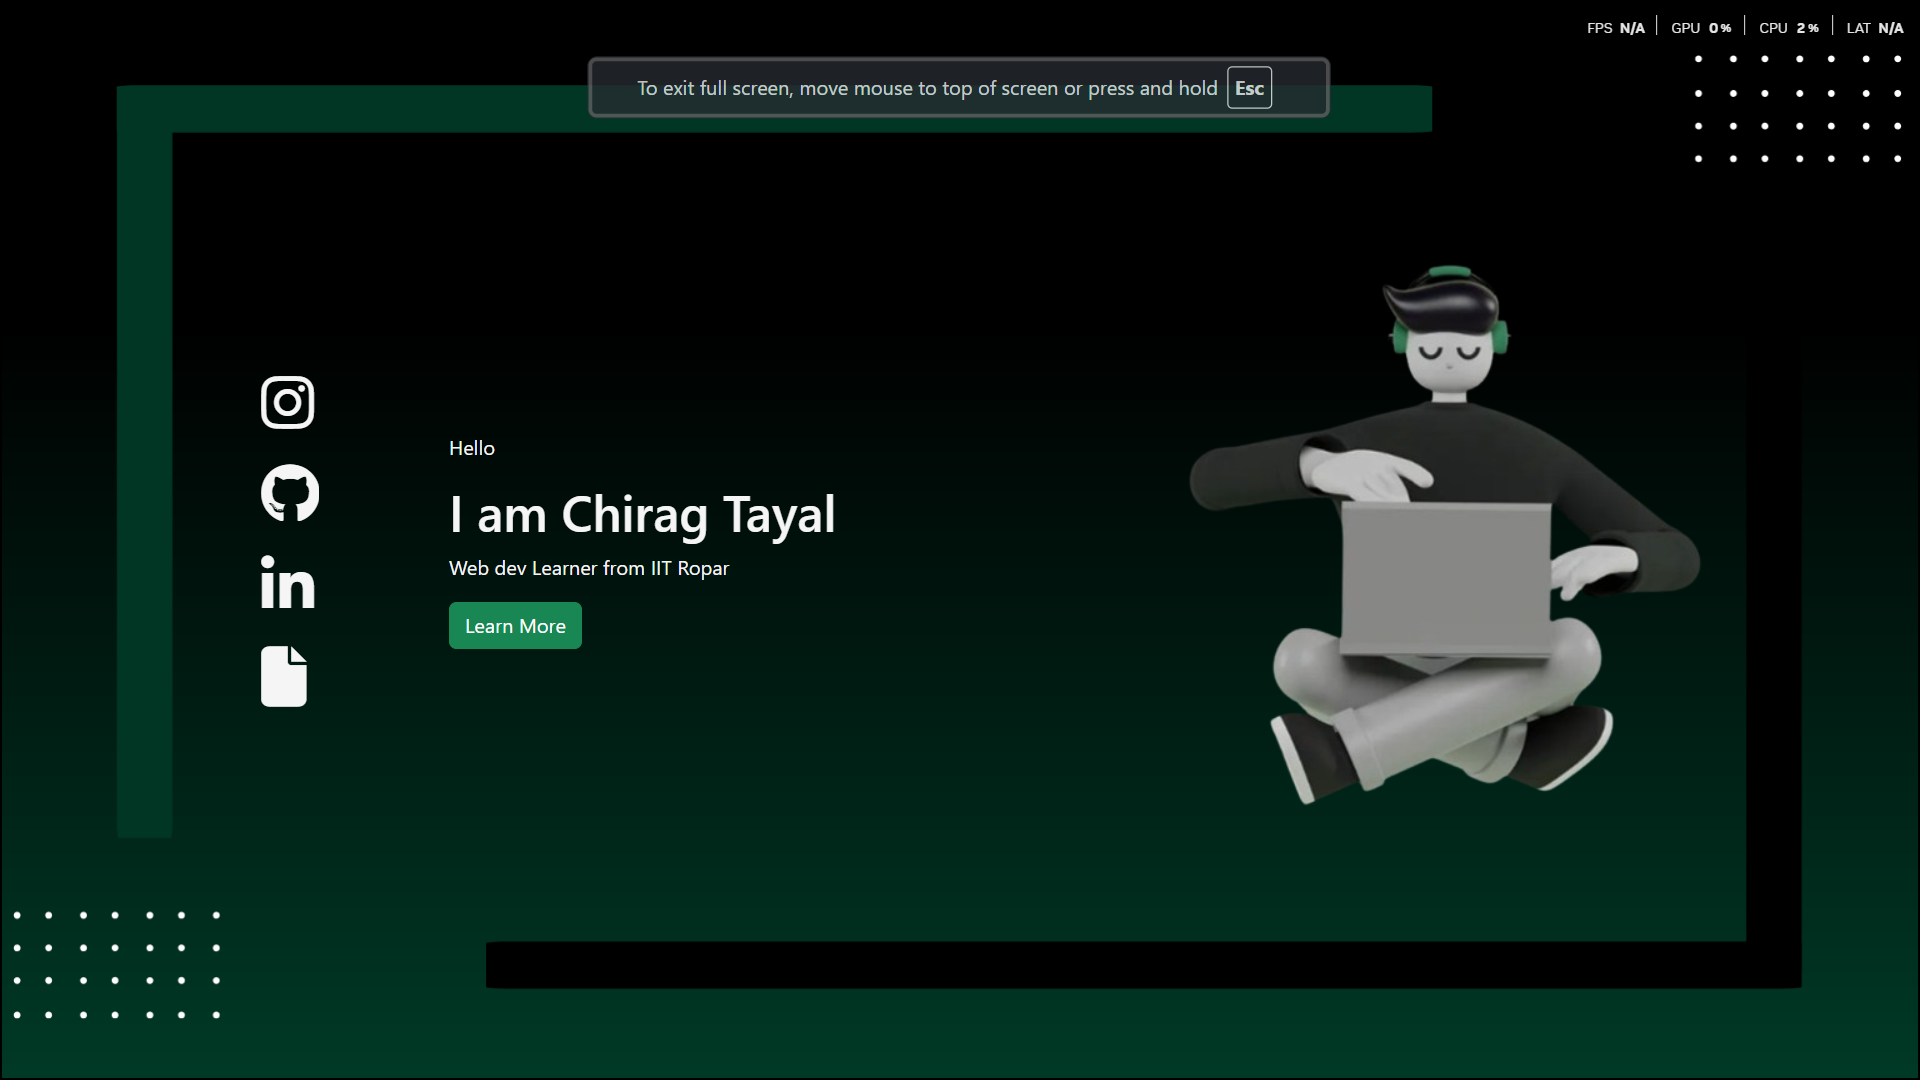 FPS N/A GPU 0% CPU 2% LAT N/A
To exit full screen, move mouse to top of screen or press and hold Esc
Hello
I am Chirag Tayal
Web dev Learner from IIT Ropar
Learn More
in